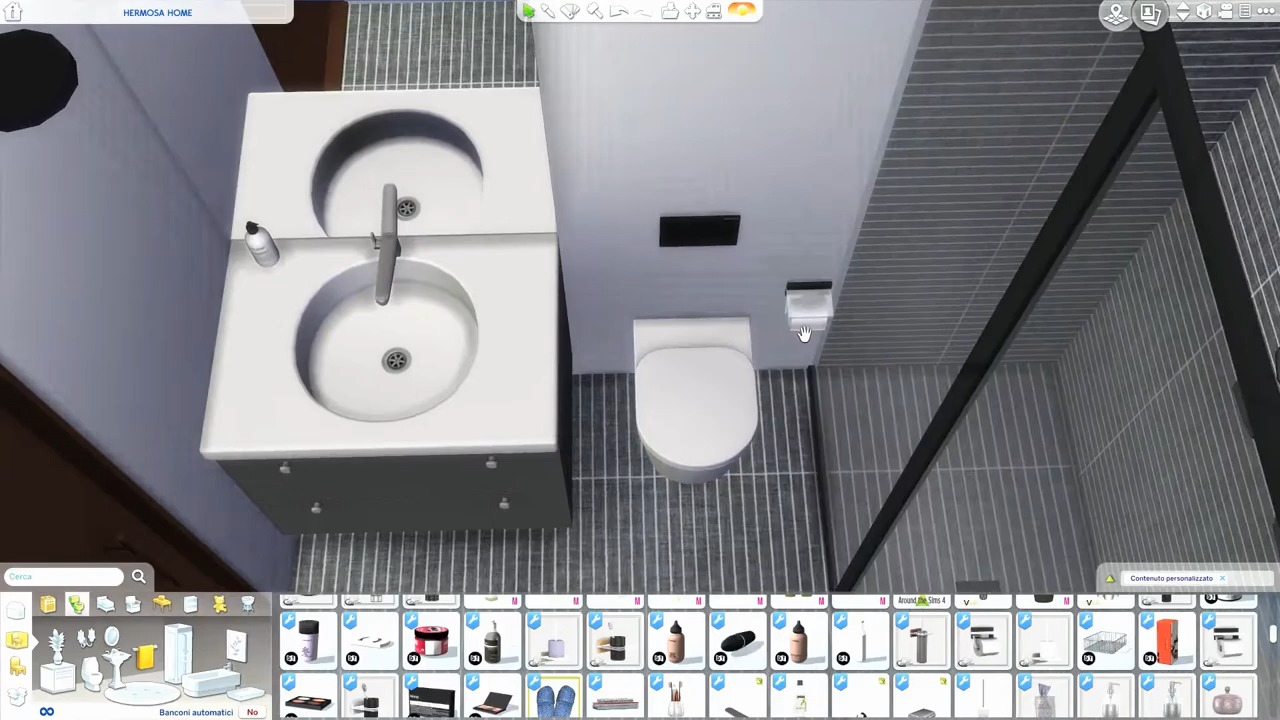 HERMOSA HOME
Cerca
Contenuto personalizzato
Around the Sims 4
Banconi automatici No